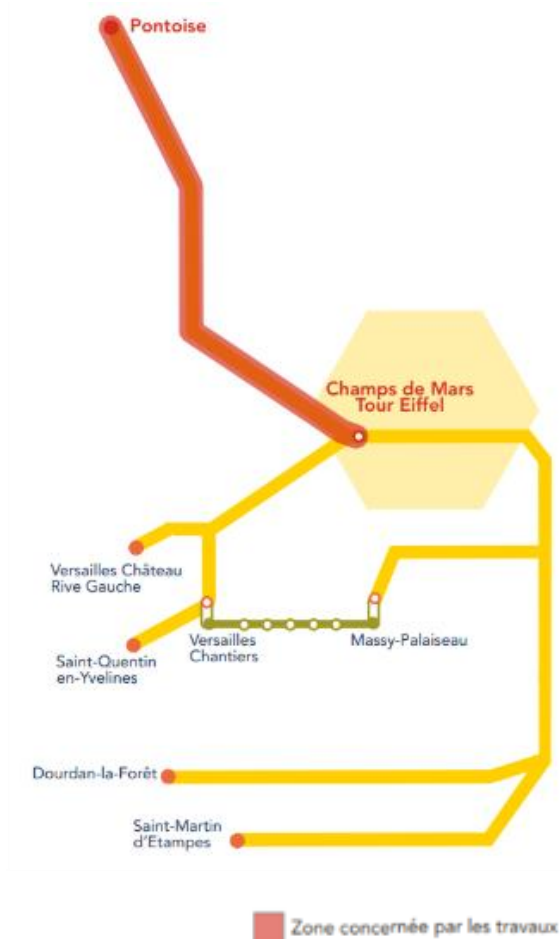 Pontoise
Champs de Mars
Tour Eiffel
Versailles Château
Rive Gauche
Versailles
Chantiers
Massy-Palaiseau
Saint-Quentin
en-Yvelines
Dourdan-la-Forêt
Saint-Martin
d'Etampes
Zone concernée par les travaux